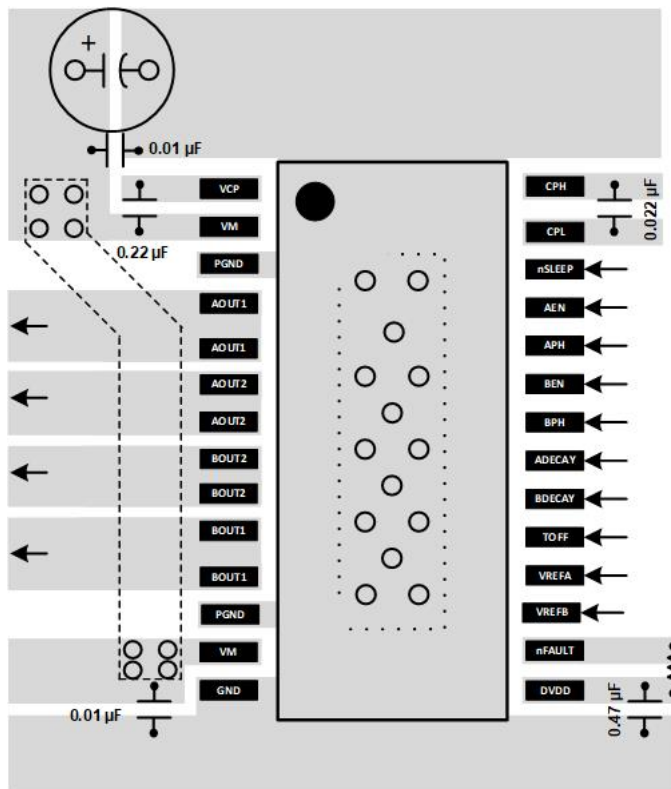 +
0.01 µF
VCP
CPH
0.022 µF
VM
0.22 µF
CPL
PGND
nSLEEP
AOUT1
AEN
AOUT1
APH
AOUT2
BEN
AOUT2
BPH
BOUT2
ADECAY
BOUT2
BDECAY
BOUT1
TOFF
BOUT1
VREFA
PGND
VREFB
VM
nFAULT
GND
DVDD
0.01 µF
0.47 µF